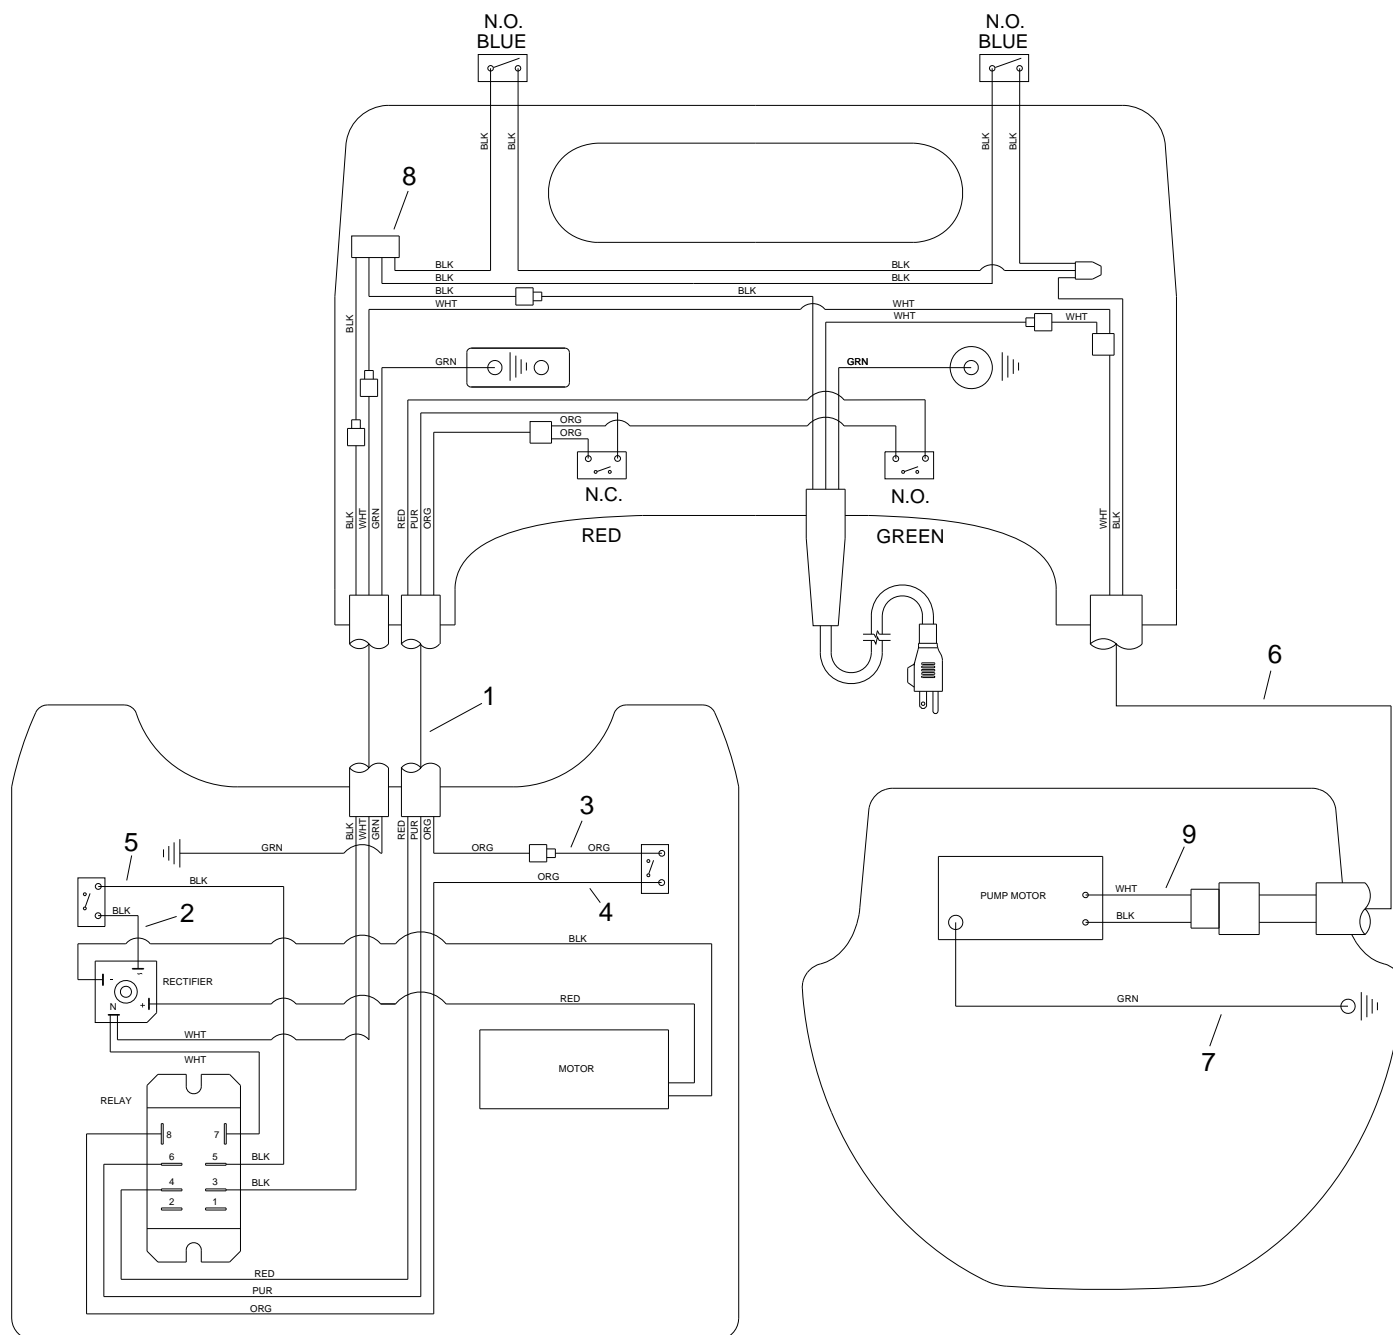 N.O.
BLUE
N.O.
BLUE
BLK
BLK
BLK
BLK
8
BLK
BLK
BLK
BLK
BLK
BLK
WHT
WHT
WHT
WHT
BLK
GRN
GRN
ORG
ORG
N.C.
N.O.
RED
GREEN
BLK
WHT
GRN
RED
PUR
ORG
WHT
BLK
6
1
BLK
WHT
GRN
RED
PUR
ORG
3
5
GRN
ORG
ORG
BLK
ORG
4
BLK
2
BLK
RECTIFIER
-
~
N
+
RED
WHT
WHT
MOTOR
RELAY
8
7
6
5
BLK
4
3
BLK
2
1
RED
PUR
ORG
9
PUMP MOTOR
WHT
BLK
GRN
7